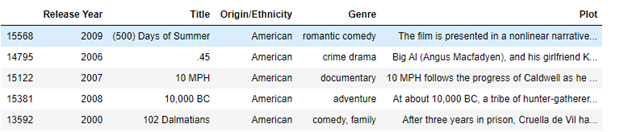 Release Year Title Origin/Ethnicity Genre Plot
15568 2009 (500) Days of Summer American romantic comedy The film is presented in a nonlinear narrative...
14795 2006 .45 American crime drama Big Al (Angus Macfadyen), and his girlfriend K...
15122 2007 10 MPH American documentary 10 MPH follows the progress of Caldwell as he ...
15381 2008 10,000 BC American adventure At about 10,000 BC, a tribe of hunter-gatherer...
13592 2000 102 Dalmatians American comedy, family After three years in prison, Cruella de Vil ha...